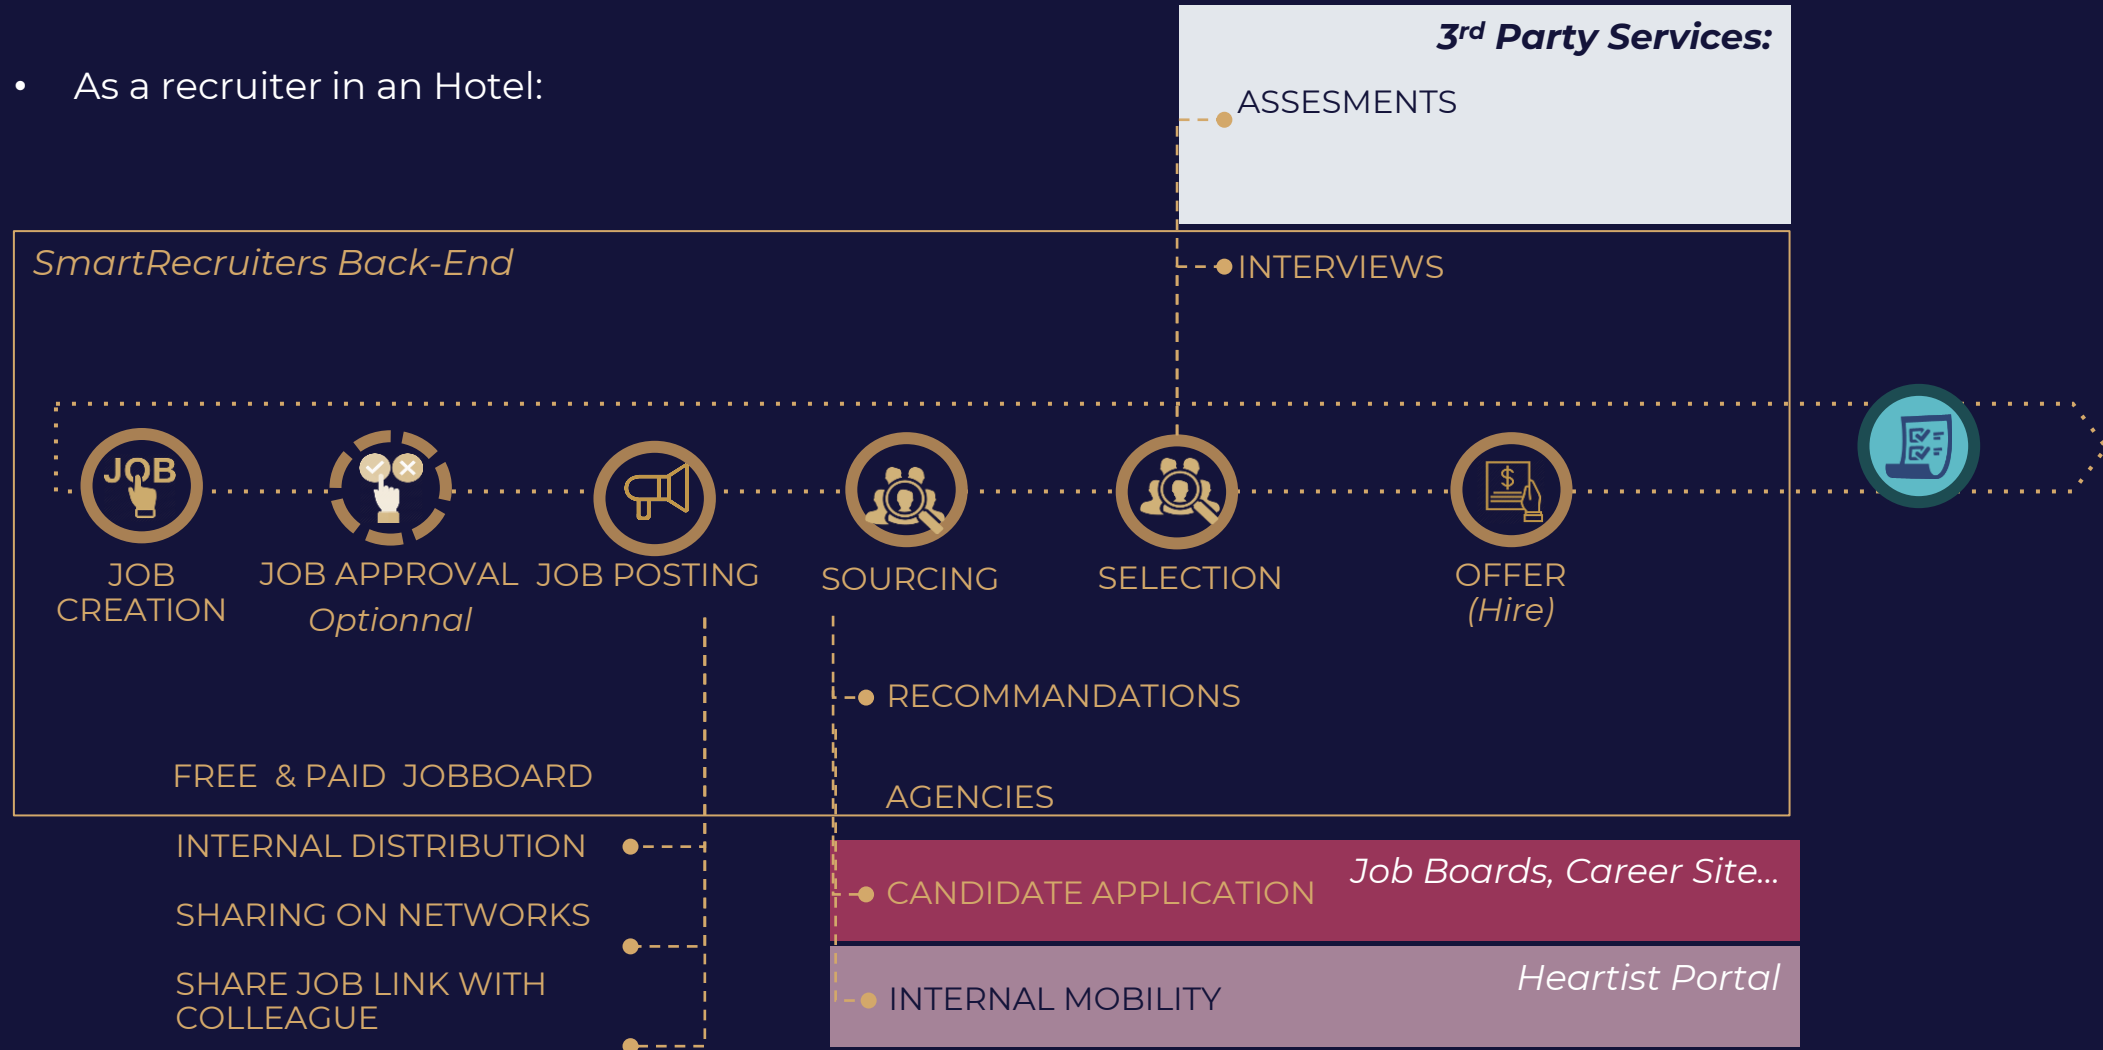 3rd Party Services:
• As a recruiter in an Hotel:
ASSESMENTS
SmartRecruiters Back-End
INTERVIEWS
JOB
JOB
CREATION
JOB APPROVAL
Optionnal
JOB POSTING
SOURCING
SELECTION
$
OFFER
(Hire)
RECOMMANDATIONS
FREE & PAID JOBBOARD
AGENCIES
INTERNAL DISTRIBUTION
Job Boards, Career Site...
CANDIDATE APPLICATION
SHARING ON NETWORKS
Heartist Portal
SHARE JOB LINK WITH
COLLEAGUE
INTERNAL MOBILITY